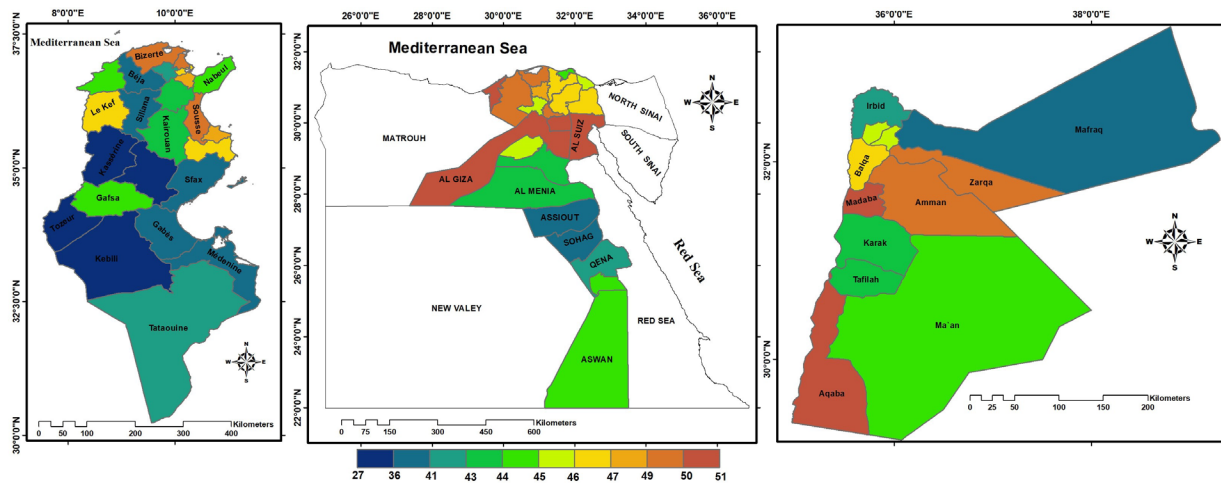 8°0'0"E 10°0'0"E
37°30'0"N
35°0'0"N
32°30'0"N
30°0'0"N
Mediterranean Sea
Bizerte
Nabeul
Béja
Le Kef
Siliana
Sousse
Kairouan
Kasserine
Sfax
Gafsa
Tozeur
Gabès
Kebili
Medenine
Tataouine
N
W E
S
0 50 100 200 300 400
Kilometers
26°0'0"E 28°0'0"E 30°0'0"E 32°0'0"E 34°0'0"E 36°0'0"E
32°0'0"N
30°0'0"N
28°0'0"N
26°0'0"N
24°0'0"N
22°0'0"N
Mediterranean Sea
NORTH SINAI
MATROUH
AL SUIZ
SOUTH SINAI
AL GIZA
AL MENIA
ASSIOUT
SOHAG
QENA
Red Sea
NEW VALLEY
RED SEA
ASWAN
N
W E
S
0 75 150 300 450 600
Kilometers
36°0'0"E 38°0'0"E
32°0'0"N
30°0'0"N
Irbid
Mafraq
Balqa
Zarqa
Madaba
Amman
Karak
Tafilah
Ma`an
Aqaba
N
W E
S
0 25 50 100 150 200
Kilometers
27 36 41 43 44 45 46 47 49 50 51